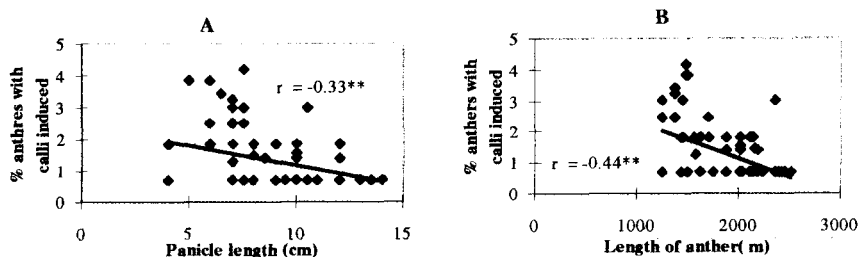 A
% anthres with
calli induced
5
4
3
2
1
0
r = -0.33**
0
5
10
15
Panicle length (cm)
B
% anthers with
calli induced
5
4
3
2
1
0
r = -0.44**
0
1000
2000
3000
Length of anther( m)